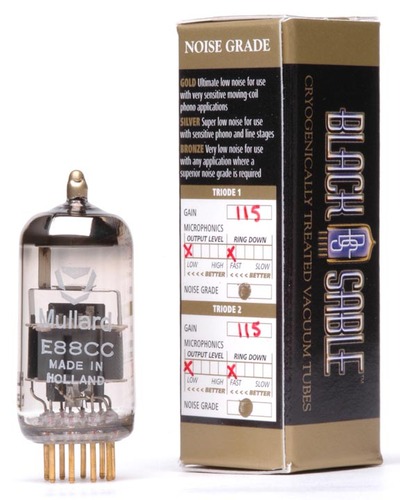 Mullard
E88CC
MADE IN
HOLLAND
NOISE GRADE
GOLD Ultimate low noise for use
with very sensitive moving-coil
phono applications
SILVER Super low noise for use
with sensitive phono and line stages
BRONZE Very low noise for use
with any application where a
superior noise grade is required
TRIODE 1
GAIN 115
MICROPHONICS
OUTPUT LEVEL RING DOWN
X X
LOW HIGH FAST SLOW
<<<< BETTER <<<< BETTER
NOISE GRADE
TRIODE 2
GAIN 115
MICROPHONICS
OUTPUT LEVEL RING DOWN
X X
LOW HIGH FAST SLOW
<<<< BETTER <<<< BETTER
NOISE GRADE
BLACK BS SABLE™
CRYOGENICALLY TREATED VACUUM TUBES